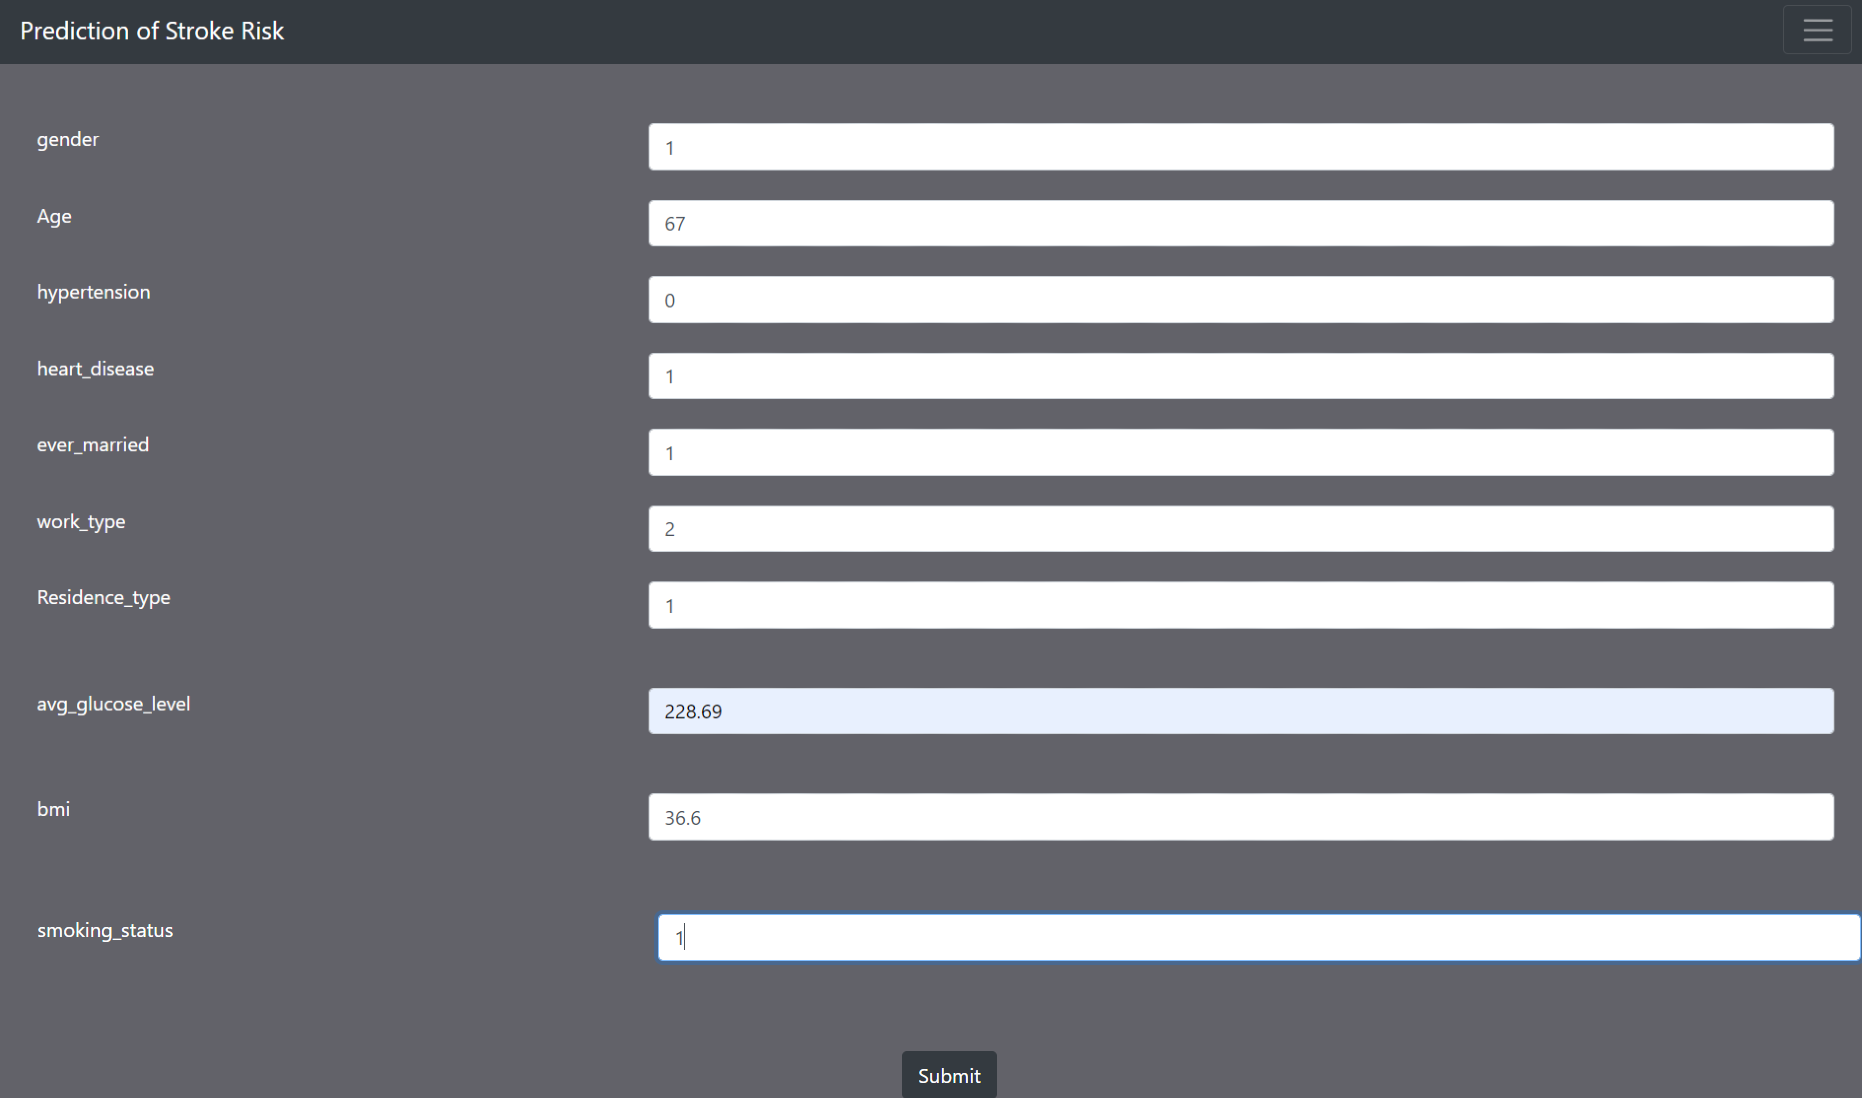 Prediction of Stroke Risk
gender 1
Age 67
hypertension 0
heart_disease 1
ever_married 1
work_type 2
Residence_type 1
avg_glucose_level 228.69
bmi 36.6
smoking_status 1
Submit